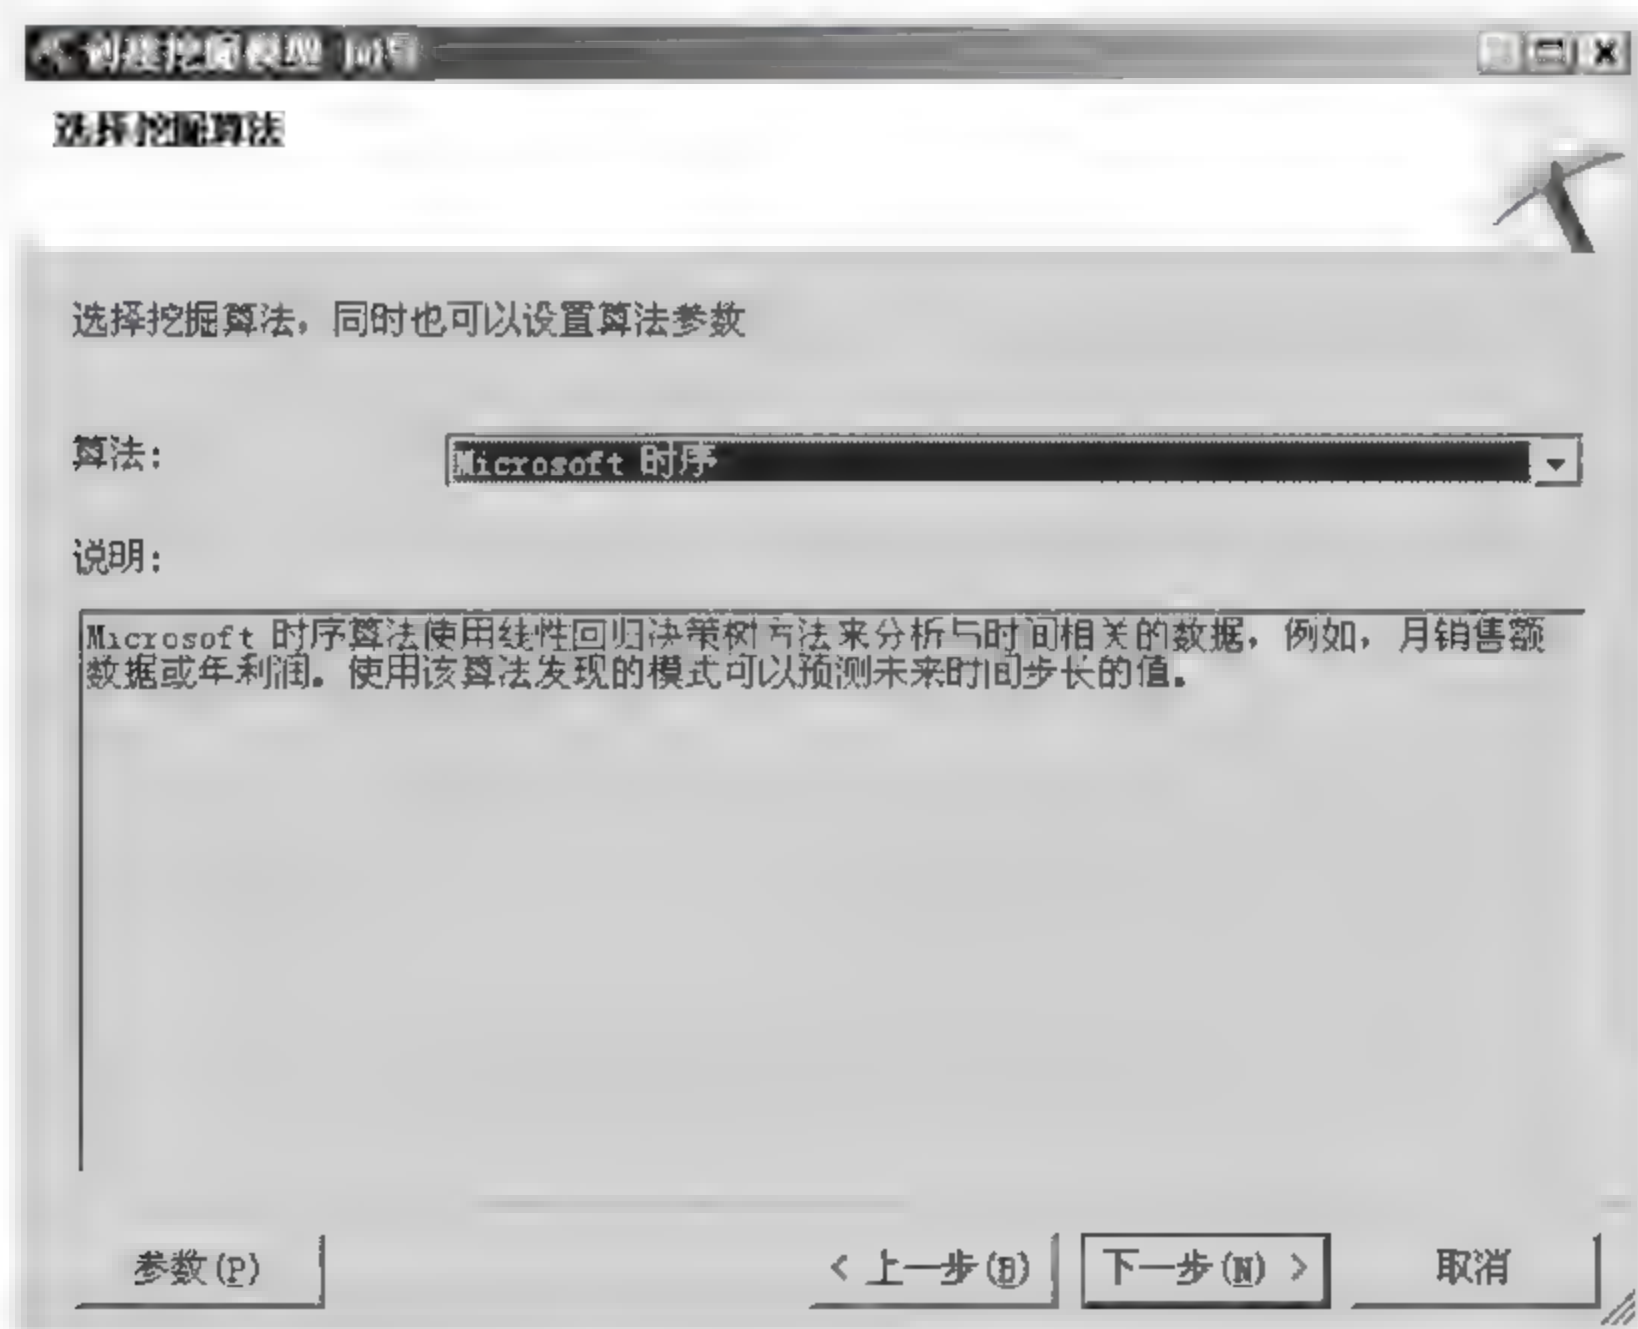 创建挖掘模型 向导
选择挖掘算法
选择挖掘算法，同时也可以设置算法参数
算法：
Microsoft 时序
说明：
Microsoft 时序算法使用线性回归决策树方法来分析与时间相关的数据，例如，月销售额
数据或年利润。使用该算法发现的模式可以预测未来时间步长的值。
参数(P)
< 上一步(B)
下一步(N) >
取消